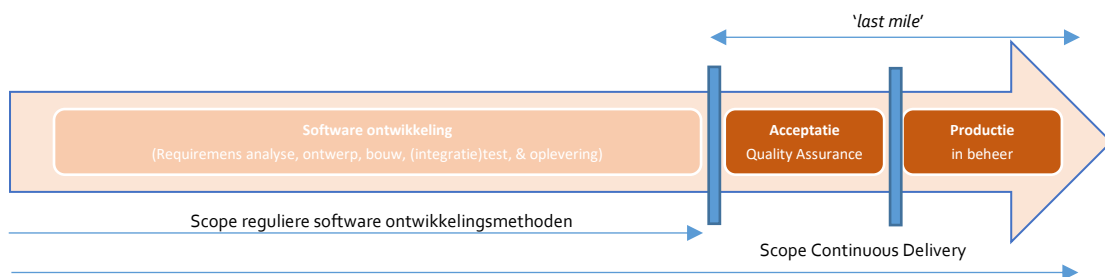 'last mile'
Software ontwikkeling
(Requiremens analyse, ontwerp, bouw, (integratie)test, & oplevering)
Acceptatie
Quality Assurance
Productie
in beheer
Scope reguliere software ontwikkelingsmethoden
Scope Continuous Delivery